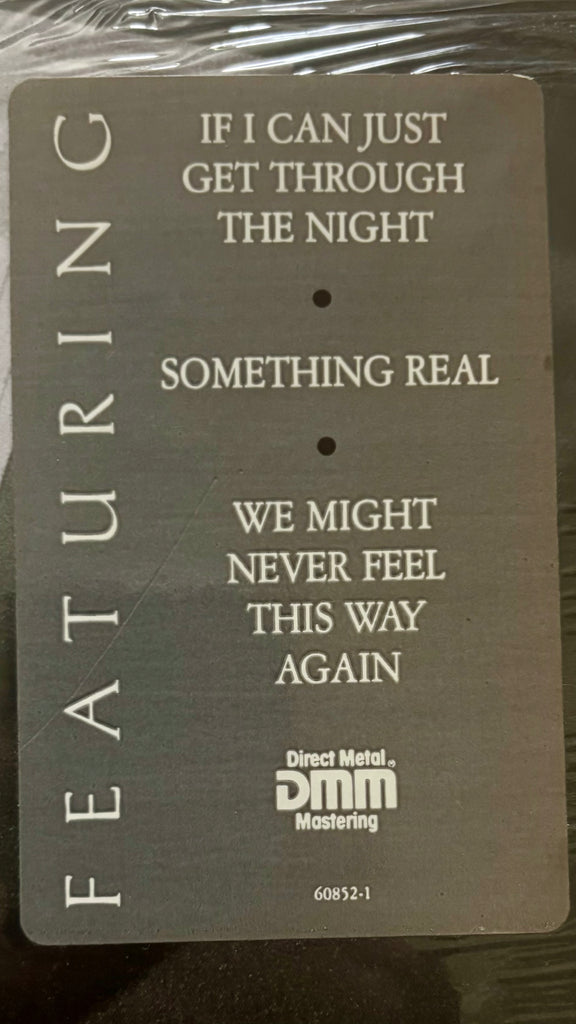 FEATURING
IF I CAN JUST
GET THROUGH
THE NIGHT
SOMETHING REAL
WE MIGHT
NEVER FEEL
THIS WAY
AGAIN
Direct Metal®
DMM
Mastering
60852-1